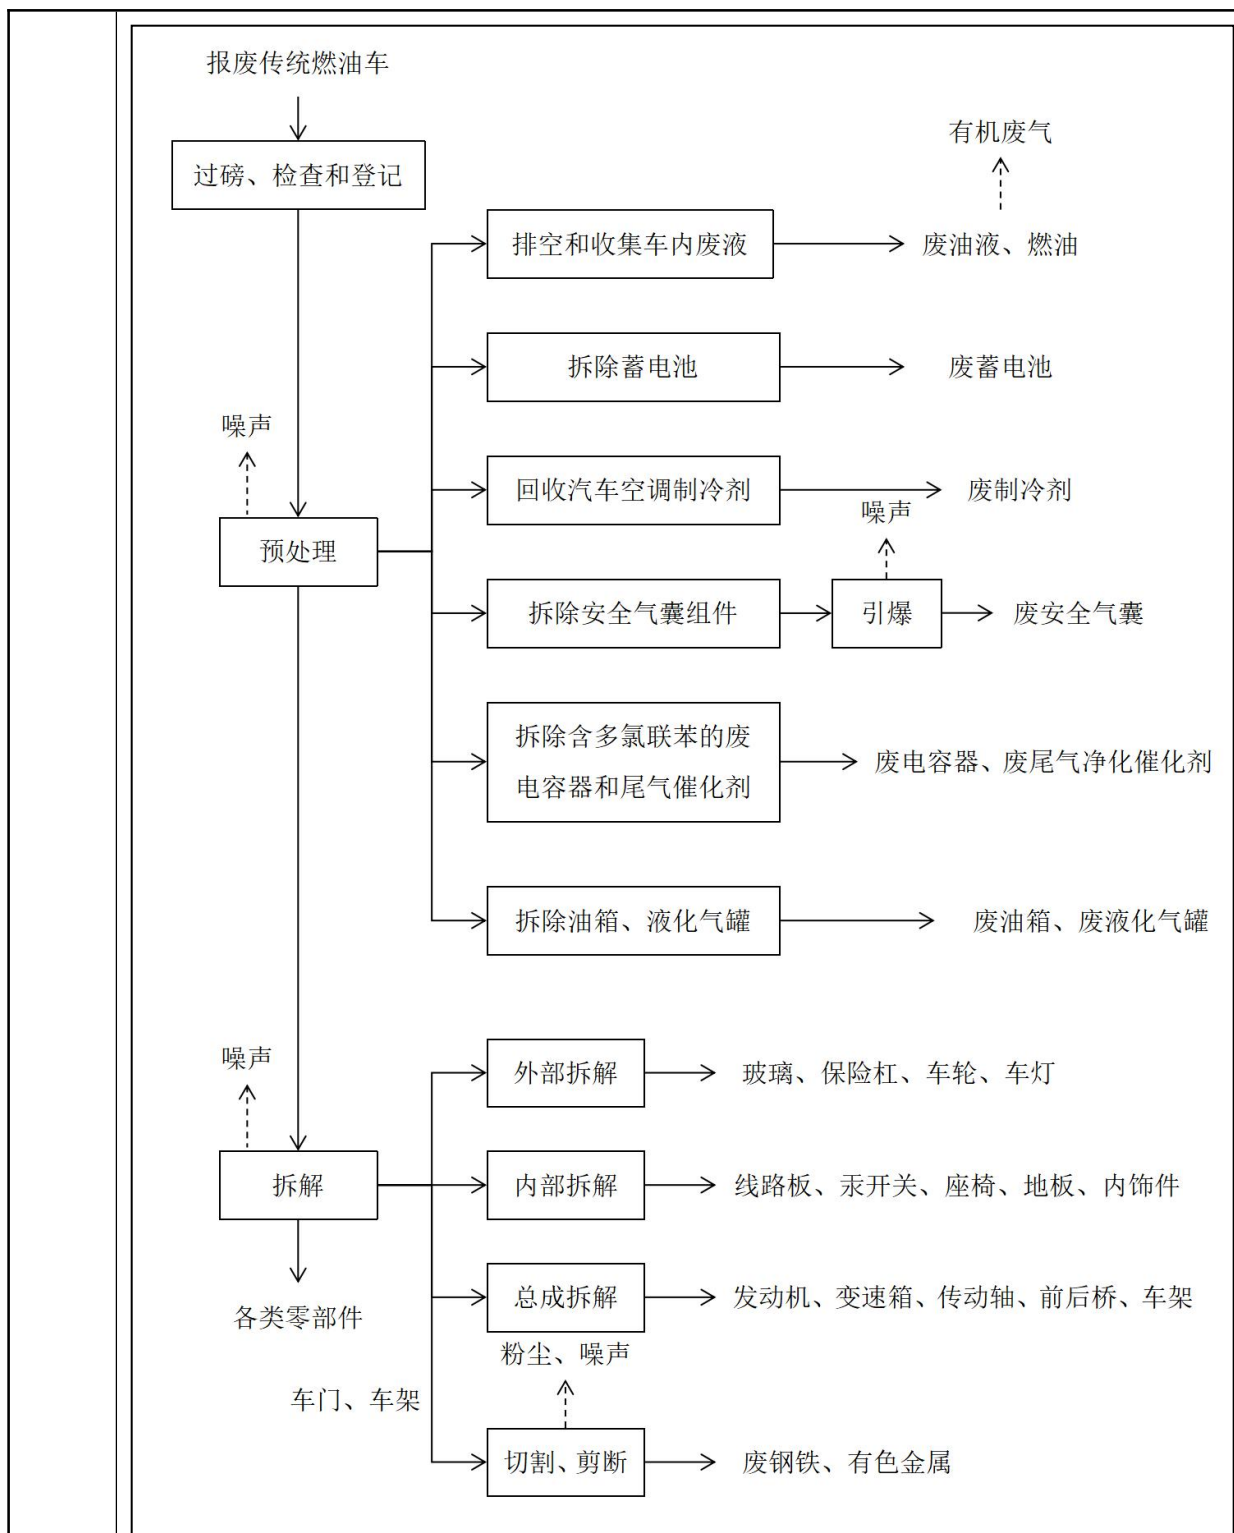 报废传统燃油车
有机废气
过磅、检查和登记
排空和收集车内废液
废油液、燃油
拆除蓄电池
废蓄电池
噪声
回收汽车空调制冷剂
废制冷剂
噪声
预处理
拆除安全气囊组件
引爆
废安全气囊
拆除含多氯联苯的废
电容器和尾气催化剂
废电容器、废尾气净化催化剂
拆除油箱、液化气罐
废油箱、废液化气罐
噪声
外部拆解
玻璃、保险杠、车轮、车灯
拆解
内部拆解
线路板、汞开关、座椅、地板、内饰件
总成拆解
发动机、变速箱、传动轴、前后桥、车架
各类零部件
粉尘、噪声
车门、车架
切割、剪断
废钢铁、有色金属